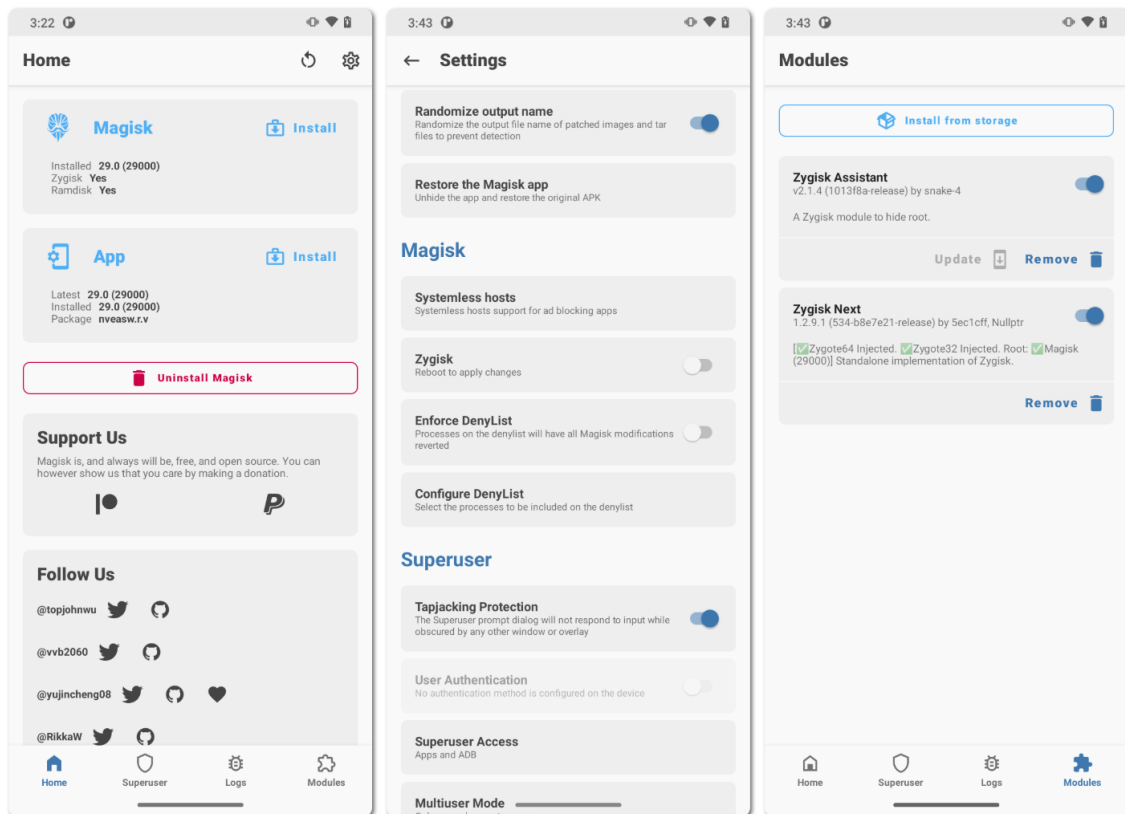 3:22
Home
Magisk
Install
Installed 29.0 (29000)
Zygisk Yes
Ramdisk Yes
App
Install
Latest 29.0 (29000)
Installed 29.0 (29000)
Package nveasw.r.v
Uninstall Magisk
Support Us
Magisk is, and always will be, free, and open source. You can
however show us that you care by making a donation.
Follow Us
@topjohnwu
@vvb2060
@yujincheng08
@RikkaW
Home
Superuser
Logs
Modules
3:43
Settings
Randomize output name
Randomize the output file name of patched images and tar
files to prevent detection
Restore the Magisk app
Unhide the app and restore the original APK
Magisk
Systemless hosts
Systemless hosts support for ad blocking apps
Zygisk
Reboot to apply changes
Enforce DenyList
Processes on the denylist will have all Magisk modifications
reverted
Configure DenyList
Select the processes to be included on the denylist
Superuser
Tapjacking Protection
The Superuser prompt dialog will not respond to input while
obscured by any other window or overlay
User Authentication
No authentication method is configured on the device
Superuser Access
Apps and ADB
Multiuser Mode
3:43
Modules
Install from storage
Zygisk Assistant
v2.1.4 (1013f8a-release) by snake-4
A Zygisk module to hide root.
Update
Remove
Zygisk Next
1.2.9.1 (534-b8e7e21-release) by 5ec1cff, Nullptr
[✅Zygote64 Injected. ✅Zygote32 Injected. Root: ✅Magisk
(29000)] Standalone implementation of Zygisk.
Remove
Home
Superuser
Logs
Modules